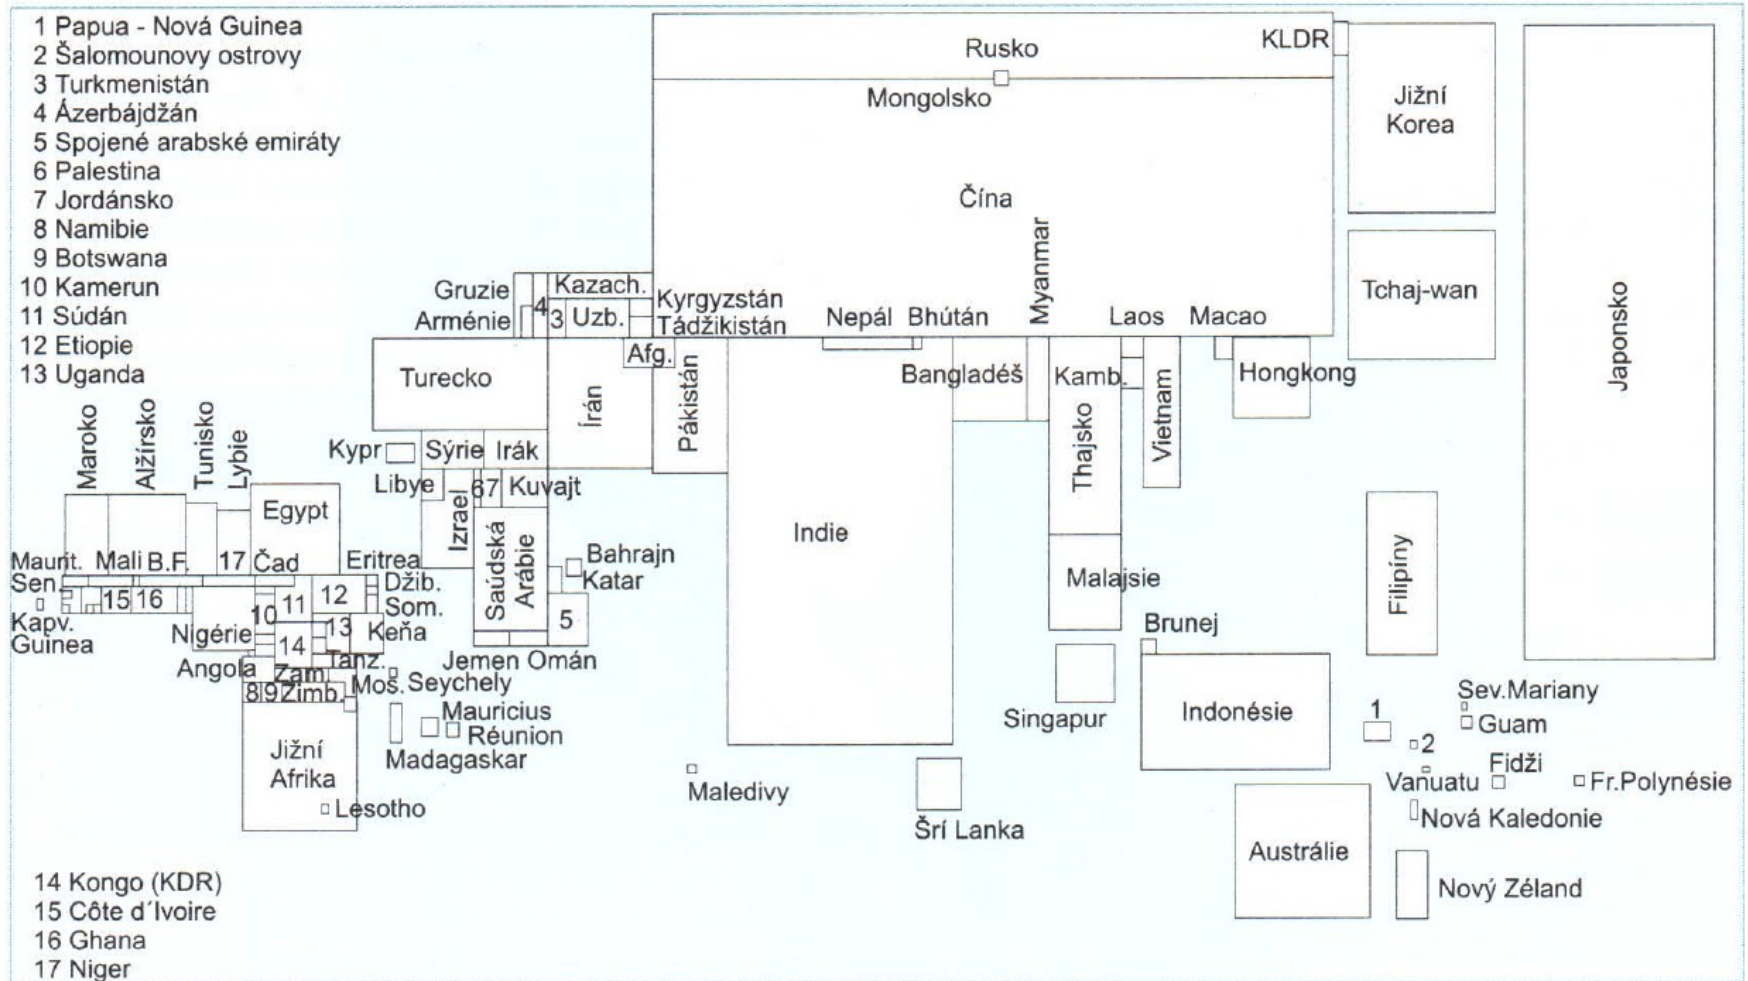 1 Papua - Nová Guinea
2 Šalomounovy ostrovy
3 Turkmenistán
4 Ázerbájdžán
5 Spojené arabské emiráty
6 Palestina
7 Jordánsko
8 Namibie
9 Botswana
10 Kamerun
11 Súdán
12 Etiopie
13 Uganda
Rusko
KLDR
Mongolsko
Jižní
Korea
Čína
Myanmar
Gruzie
4
Kazach.
Kyrgyzstán
Arménie
3
Uzb.
Tádžikistán
Nepál
Bhútán
Laos
Macao
Tchaj-wan
Japonsko
Turecko
Afg.
Írán
Pákistán
Bangladéš
Kamb.
Hongkong
Thajsko
Vietnam
Maroko
Alžírsko
Tunisko
Lybie
Kypr
Sýrie
Irák
Libye
Izrael
67
Kuvajt
Egypt
Saúdská
Arábie
Indie
Filipíny
Maurit.
Mali
B.F.
17
Čad
Eritrea
Bahrajn
Malajsie
Sen.
15
16
10
11
12
Džib.
Katar
Kapv.
Som.
5
Guinea
Nigérie
14
13
Keňa
Brunej
Angola
Zam.
Tanz.
Jemen
Omán
8
9
Zimb.
Mos.
Seychely
Singapur
Indonésie
1
Sev.Mariany
Mauricius
Guam
Réunion
2
Jižní
Afrika
Madagaskar
Fidži
Maledivy
Vanuatu
Fr.Polynésie
Lesotho
Šrí Lanka
Nová Kaledonie
Austrálie
Nový Zéland
14 Kongo (KDR)
15 Côte d´Ivoire
16 Ghana
17 Niger